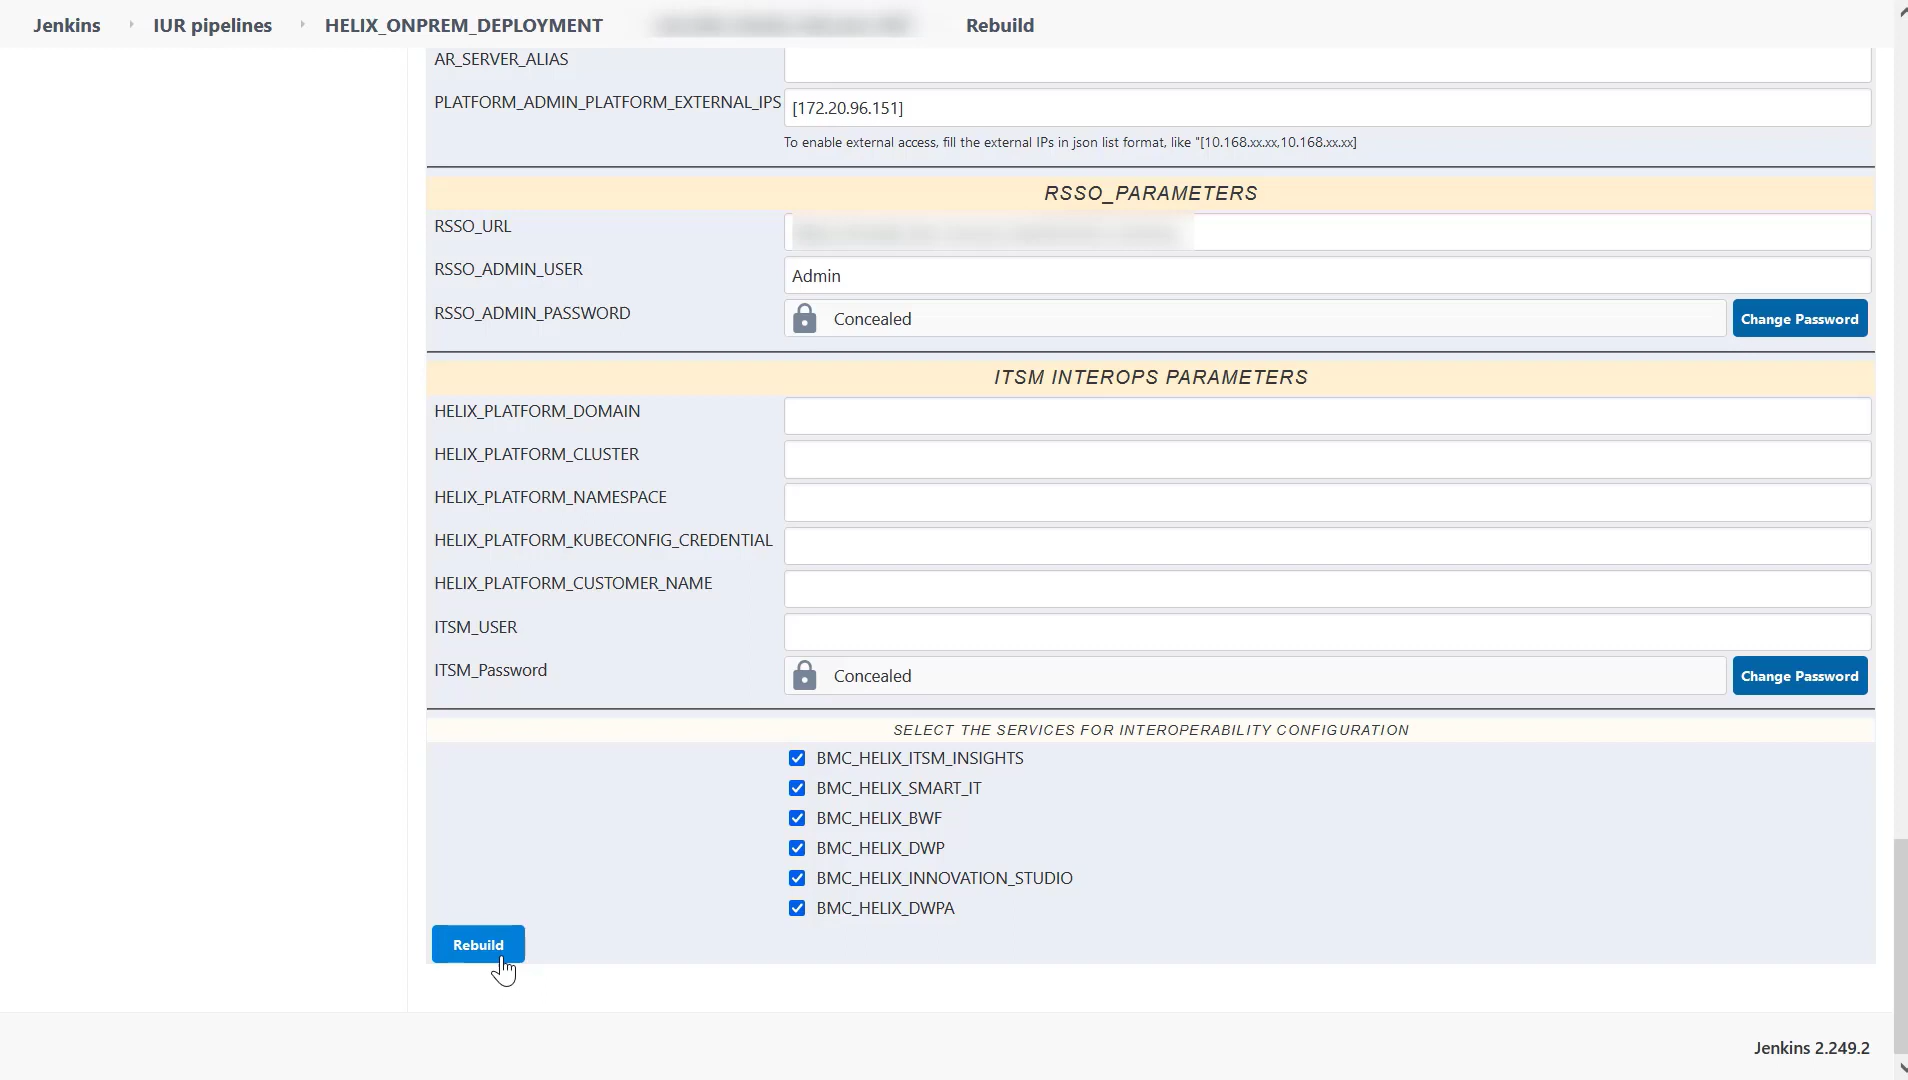 Jenkins IUR pipelines HELIX_ONPREM_DEPLOYMENT Rebuild
AR_SERVER_ALIAS
PLATFORM_ADMIN_PLATFORM_EXTERNAL_IPS [172.20.96.151]
To enable external access, fill the external IPs in json list format, like "[10.168.xx.xx,10.168.xx.xx]
RSSO_PARAMETERS
RSSO_URL
RSSO_ADMIN_USER Admin
RSSO_ADMIN_PASSWORD Concealed Change Password
ITSM INTEROPS PARAMETERS
HELIX_PLATFORM_DOMAIN
HELIX_PLATFORM_CLUSTER
HELIX_PLATFORM_NAMESPACE
HELIX_PLATFORM_KUBECONFIG_CREDENTIAL
HELIX_PLATFORM_CUSTOMER_NAME
ITSM_USER
ITSM_Password Concealed Change Password
SELECT THE SERVICES FOR INTEROPERABILITY CONFIGURATION
BMC_HELIX_ITSM_INSIGHTS
BMC_HELIX_SMART_IT
BMC_HELIX_BWF
BMC_HELIX_DWP
BMC_HELIX_INNOVATION_STUDIO
BMC_HELIX_DWPA
Rebuild
Jenkins 2.249.2